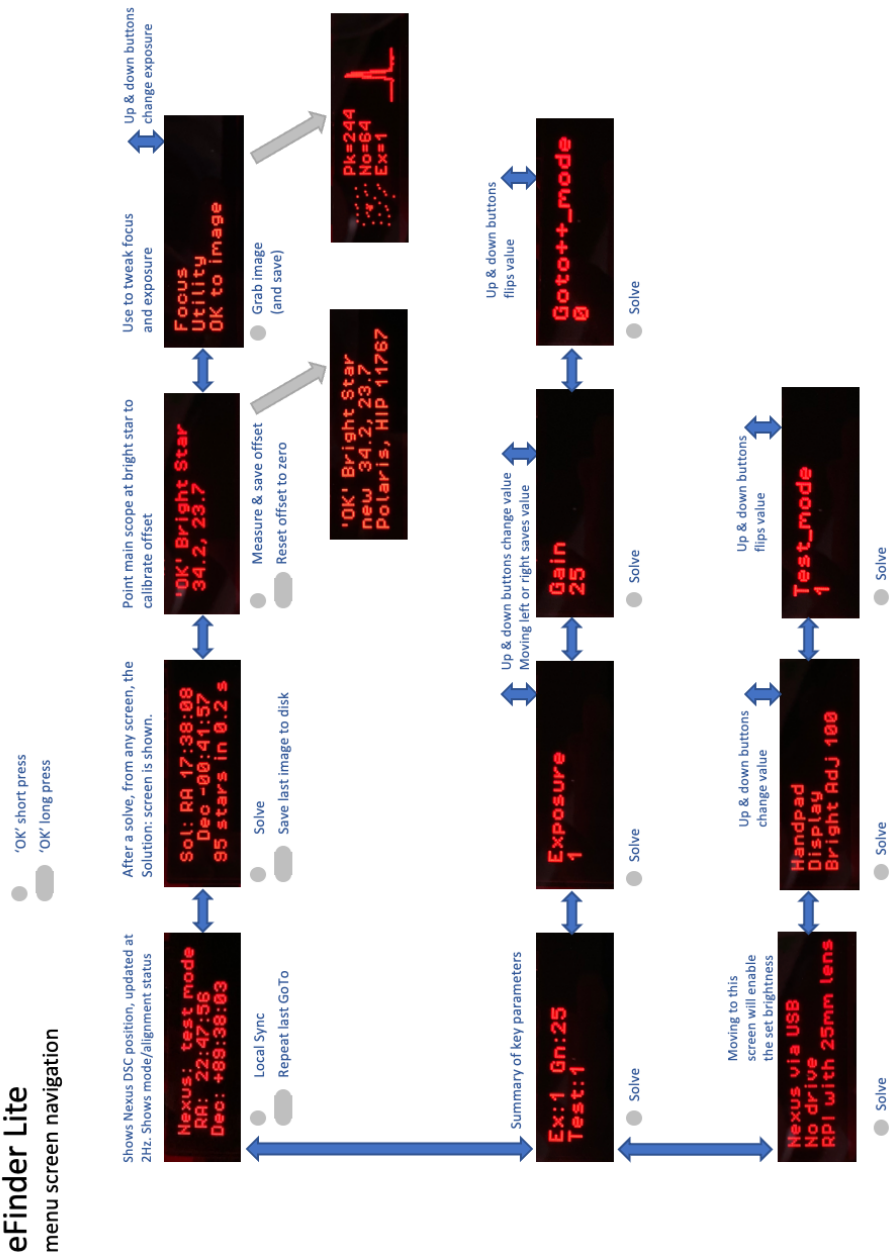 eFinder Lite
menu screen navigation
'OK' short press
'OK' long press
Shows Nexus DSC position, updated at
2Hz. Shows mode/alignment status
Nexus: test mode
RA: 22:47:56
Dec: +89:38:03
Local Sync
Repeat last GoTo
After a solve, from any screen, the
Solution: screen is shown.
Sol: RA 17:38:08
Dec -00:41:57
95 stars in 0.2 s
Solve
Save last image to disk
Point main scope at bright star to
calibrate offset
'OK' Bright Star
34.2, 23.7
Measure & save offset
Reset offset to zero
'OK' Bright Star
new 34.2, 23.7
Polaris, HIP 11767
Use to tweak focus
and exposure
Up & down buttons
change exposure
Focus
Utility
OK to image
Grab image
(and save)
Pk=244
No=64
Ex=1
Summary of key parameters
Ex:1 Gn:25
Test:1
Solve
Exposure
1
Solve
Up & down buttons change value
Moving left or right saves value
Gain
25
Solve
Up & down buttons
flips value
Goto++_mode
0
Solve
Moving to this
screen will enable
the set brightness
Nexus via USB
No drive
RPI with 25mm lens
Solve
Up & down buttons
change value
Handpad
Display
Bright Adj 100
Solve
Up & down buttons
flips value
Test_mode
1
Solve